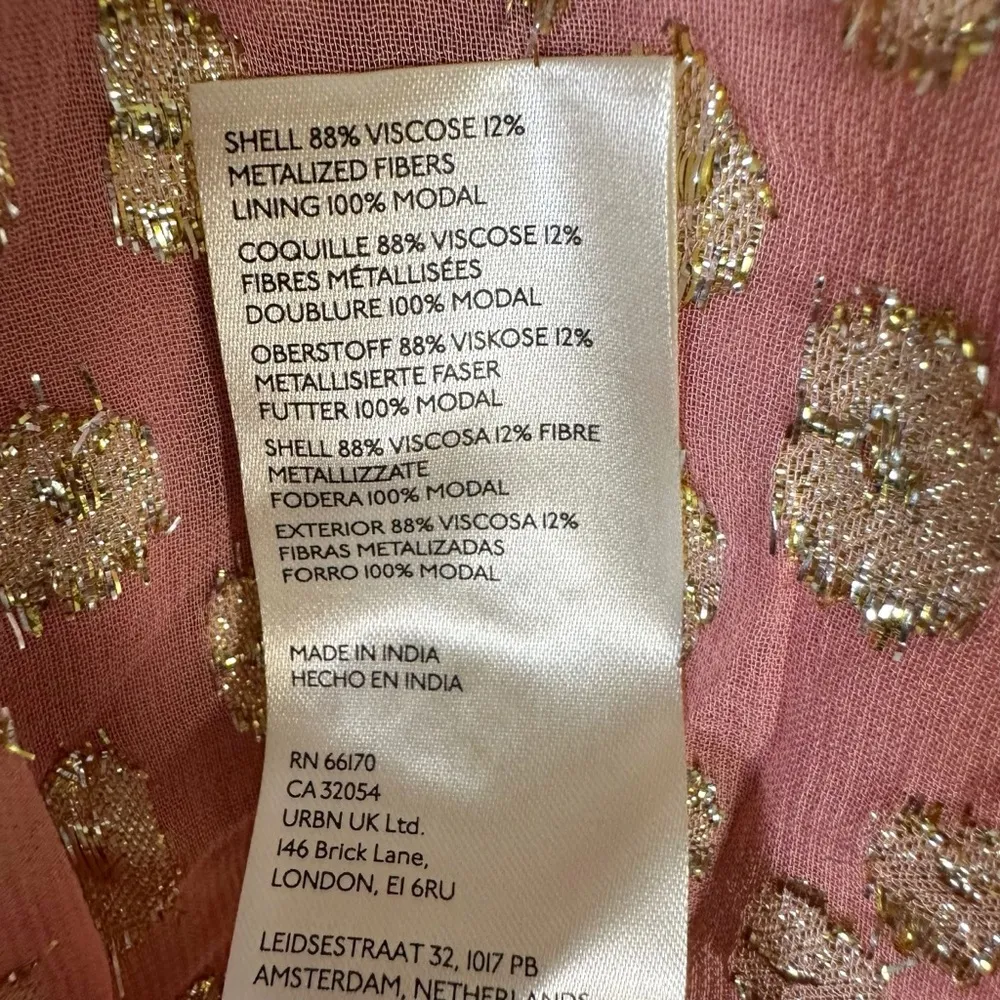 SHELL 88% VISCOSE 12%
METALIZED FIBERS
LINING 100% MODAL
COQUILLE 88% VISCOSE 12%
FIBRES MÉTALLISÉES
DOUBLURE 100% MODAL
OBERSTOFF 88% VISKOSE 12%
METALLISIERTE FASER
FUTTER 100% MODAL
SHELL 88% VISCOSA 12% FIBRE
METALLIZZATE
FODERA 100% MODAL
EXTERIOR 88% VISCOSA 12%
FIBRAS METALIZADAS
FORRO 100% MODAL
MADE IN INDIA
HECHO EN INDIA
RN 66170
CA 32054
URBN UK Ltd.
146 Brick Lane,
LONDON, E1 6RU
LEIDSESTRAAT 32, 1017 PB
AMSTERDAM, NETHERLANDS